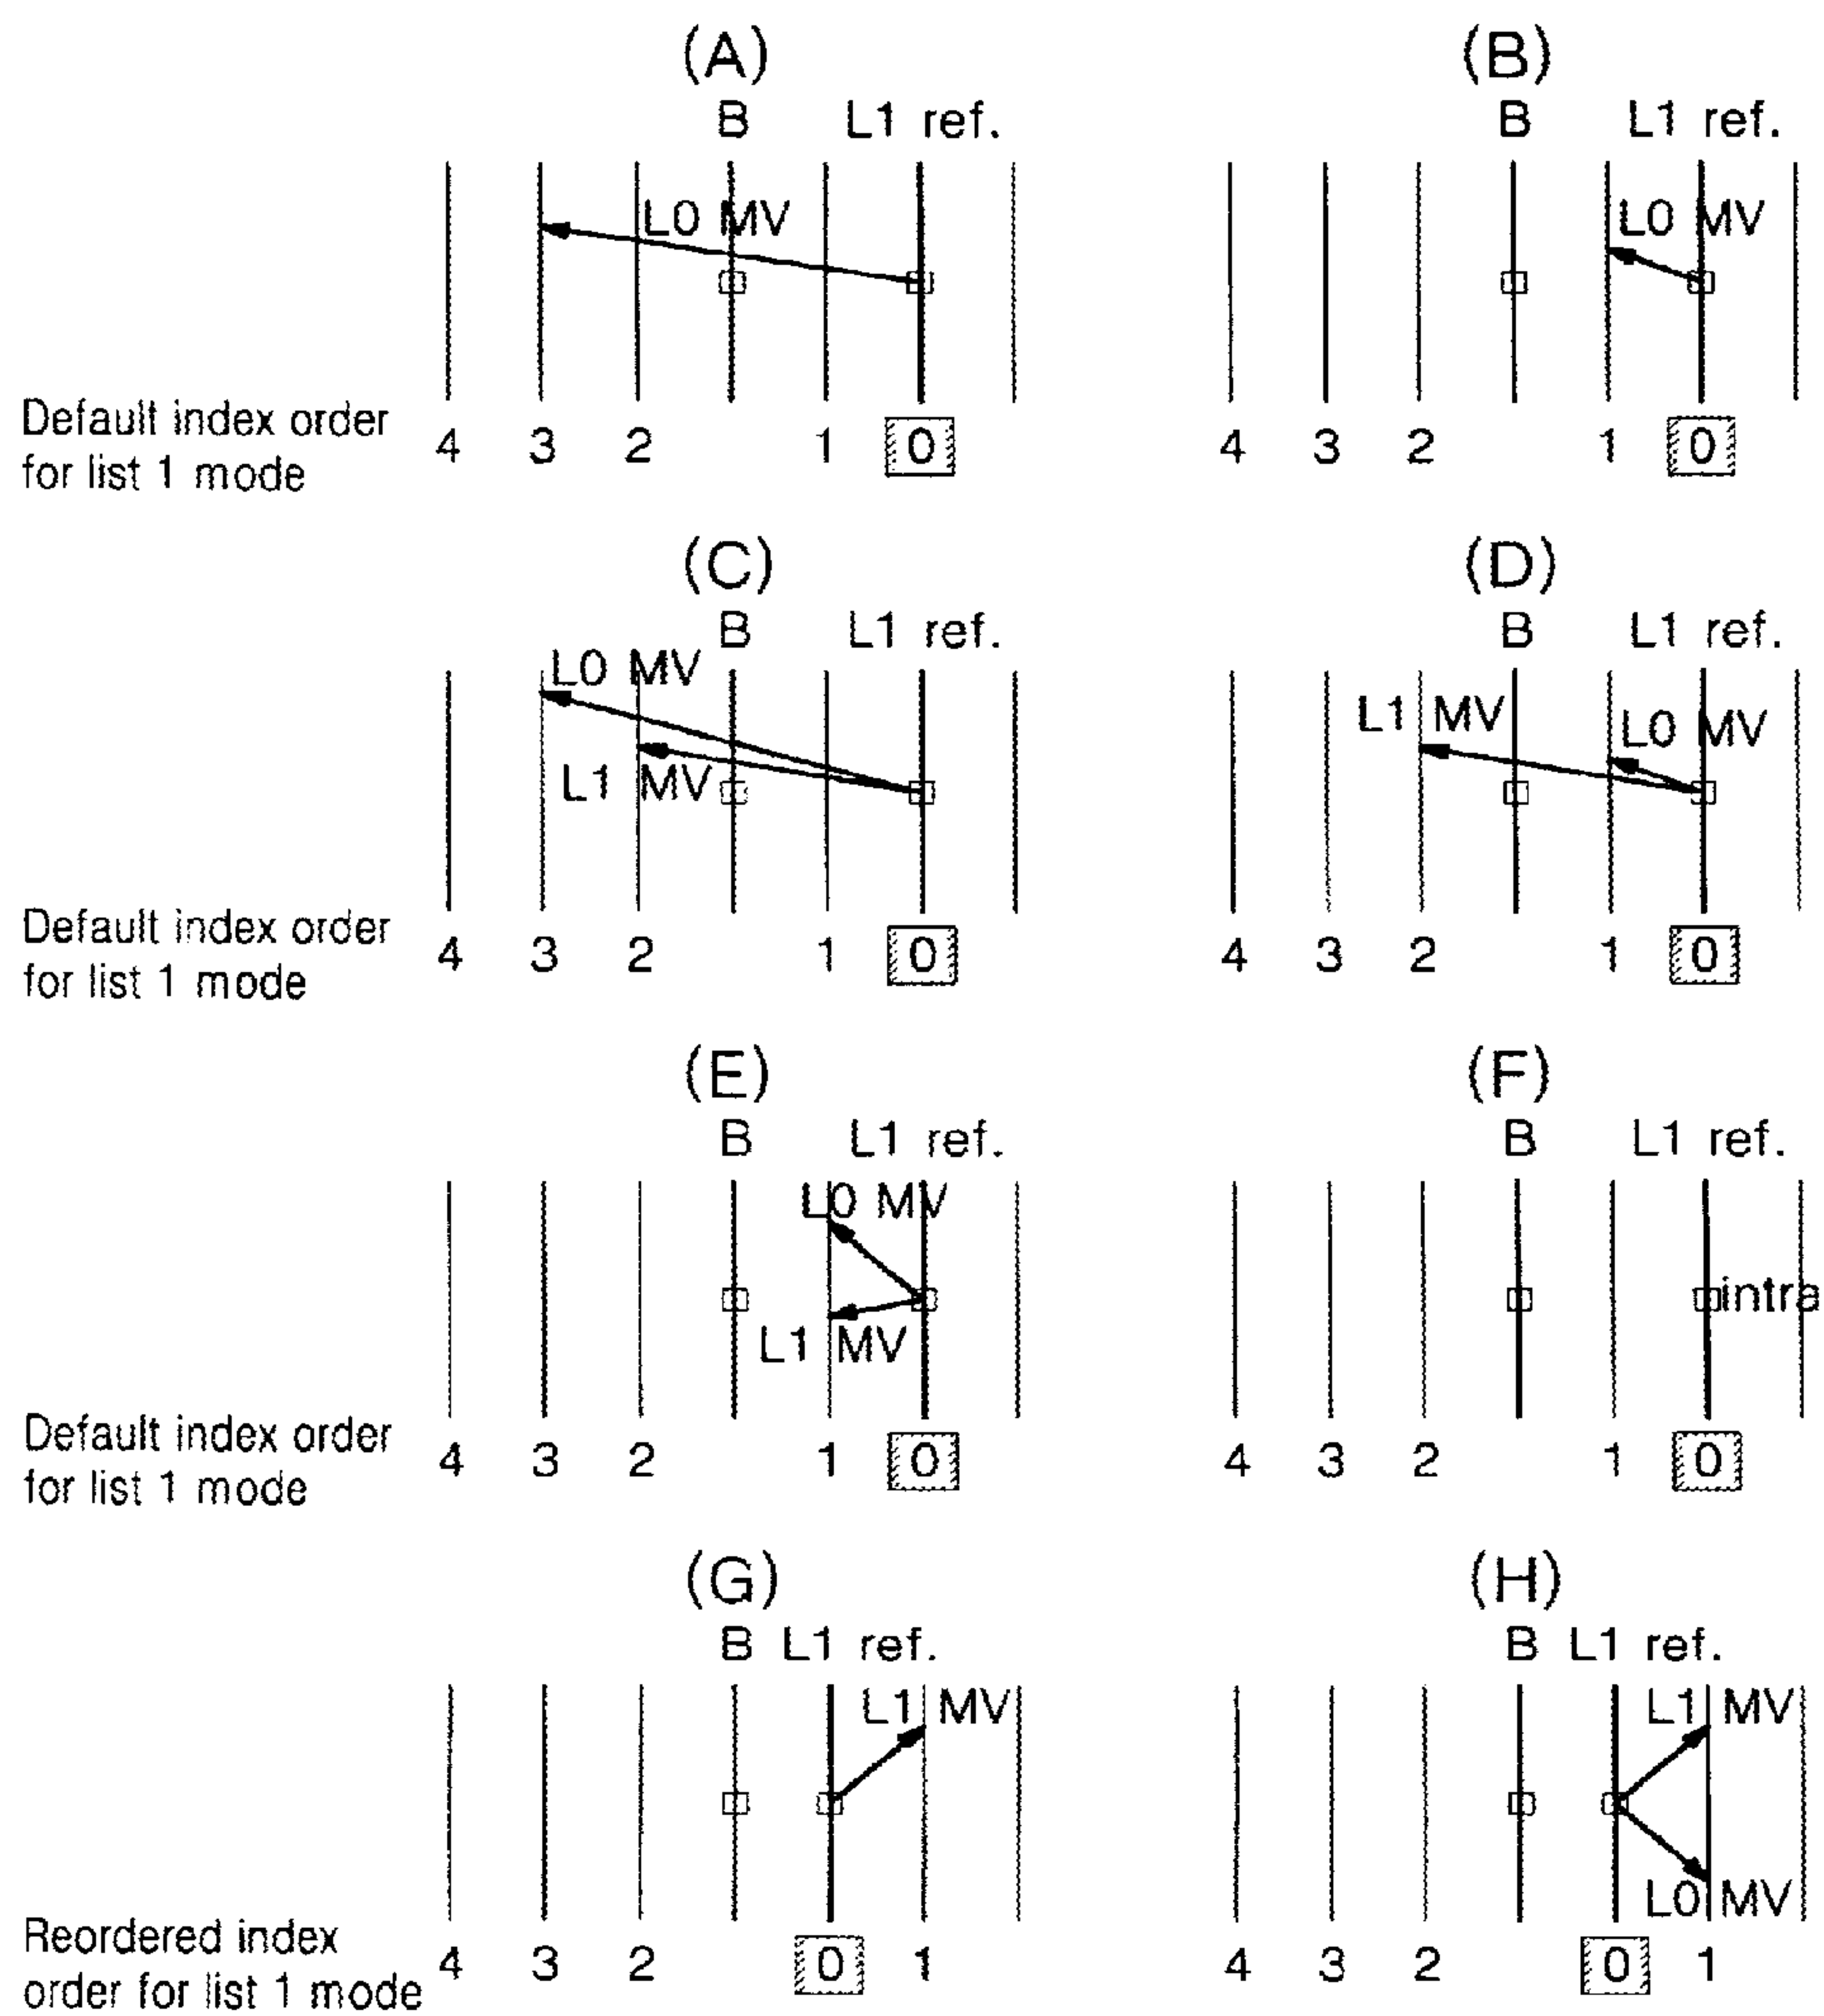 (A) (B)
B L1 ref. B L1 ref.
L0 MV L0 MV
Default index order
for list 1 mode
4 3 2 1 0 4 3 2 1 0
(C) (D)
B L1 ref. B L1 ref.
L0 MV
L1 MV L0 MV
L1 MV
Default index order
for list 1 mode
4 3 2 1 0 4 3 2 1 0
(E) (F)
B L1 ref. B L1 ref.
L0 MV
intra
L1 MV
Default index order
for list 1 mode
4 3 2 1 0 4 3 2 1 0
(G) (H)
B L1 ref. B L1 ref.
L1 MV L1 MV
L0 MV
Reordered index
order for list 1 mode
4 3 2 0 1 4 3 2 0 1